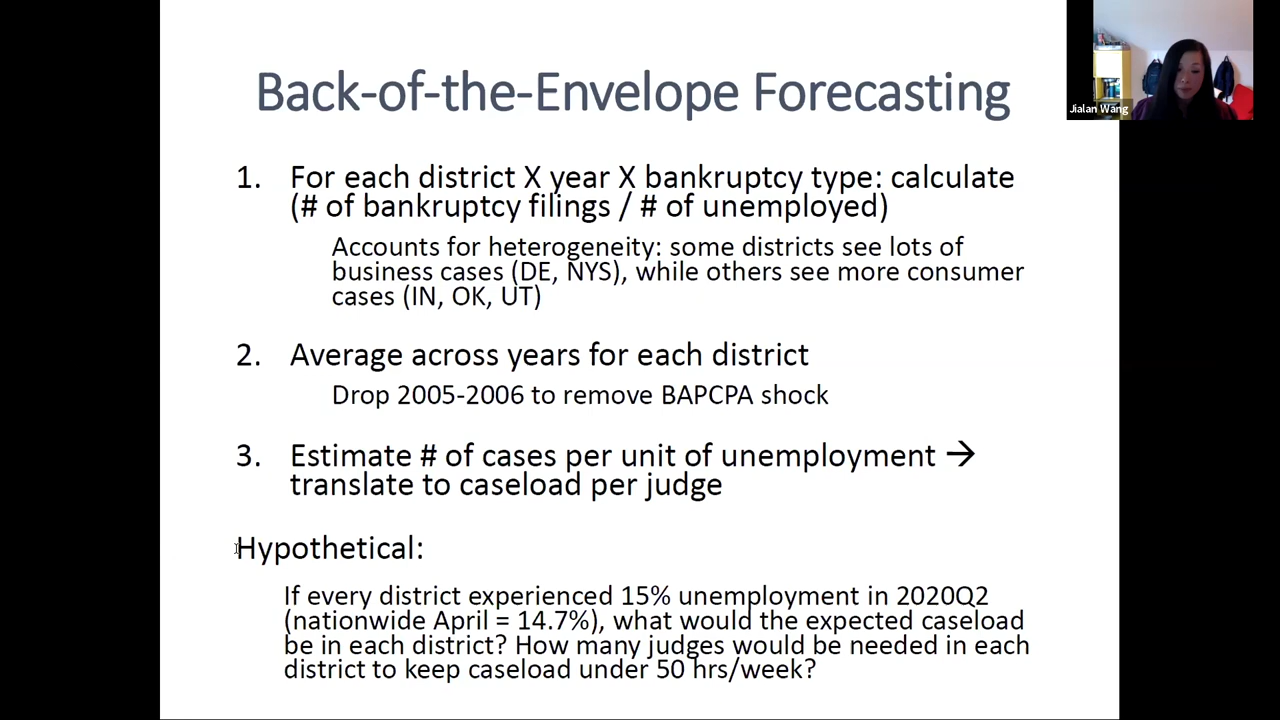 Back-of-the-Envelope Forecasting
Jialan Wang
1. For each district X year X bankruptcy type: calculate
(# of bankruptcy filings / # of unemployed)
Accounts for heterogeneity: some districts see lots of
business cases (DE, NYS), while others see more consumer
cases (IN, OK, UT)
2. Average across years for each district
Drop 2005-2006 to remove BAPCPA shock
3. Estimate # of cases per unit of unemployment →
translate to caseload per judge
Hypothetical:
If every district experienced 15% unemployment in 2020Q2
(nationwide April = 14.7%), what would the expected caseload
be in each district? How many judges would be needed in each
district to keep caseload under 50 hrs/week?